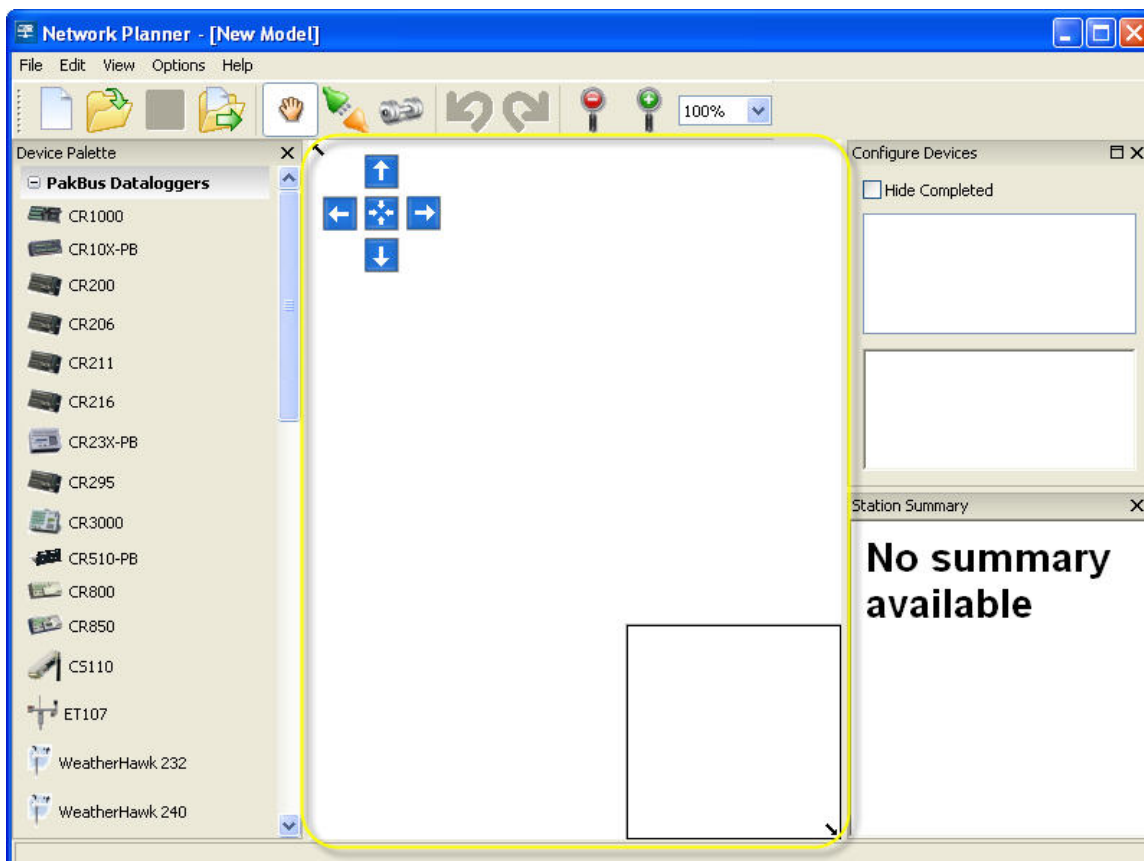 Network Planner - [New Model]
File Edit View Options Help
100%
Device Palette
PakBus Dataloggers
CR1000
CR10X-PB
CR200
CR206
CR211
CR216
CR23X-PB
CR295
CR3000
CR510-PB
CR800
CR850
CS110
ET107
WeatherHawk 232
WeatherHawk 240
Configure Devices
Hide Completed
Station Summary
No summary
available